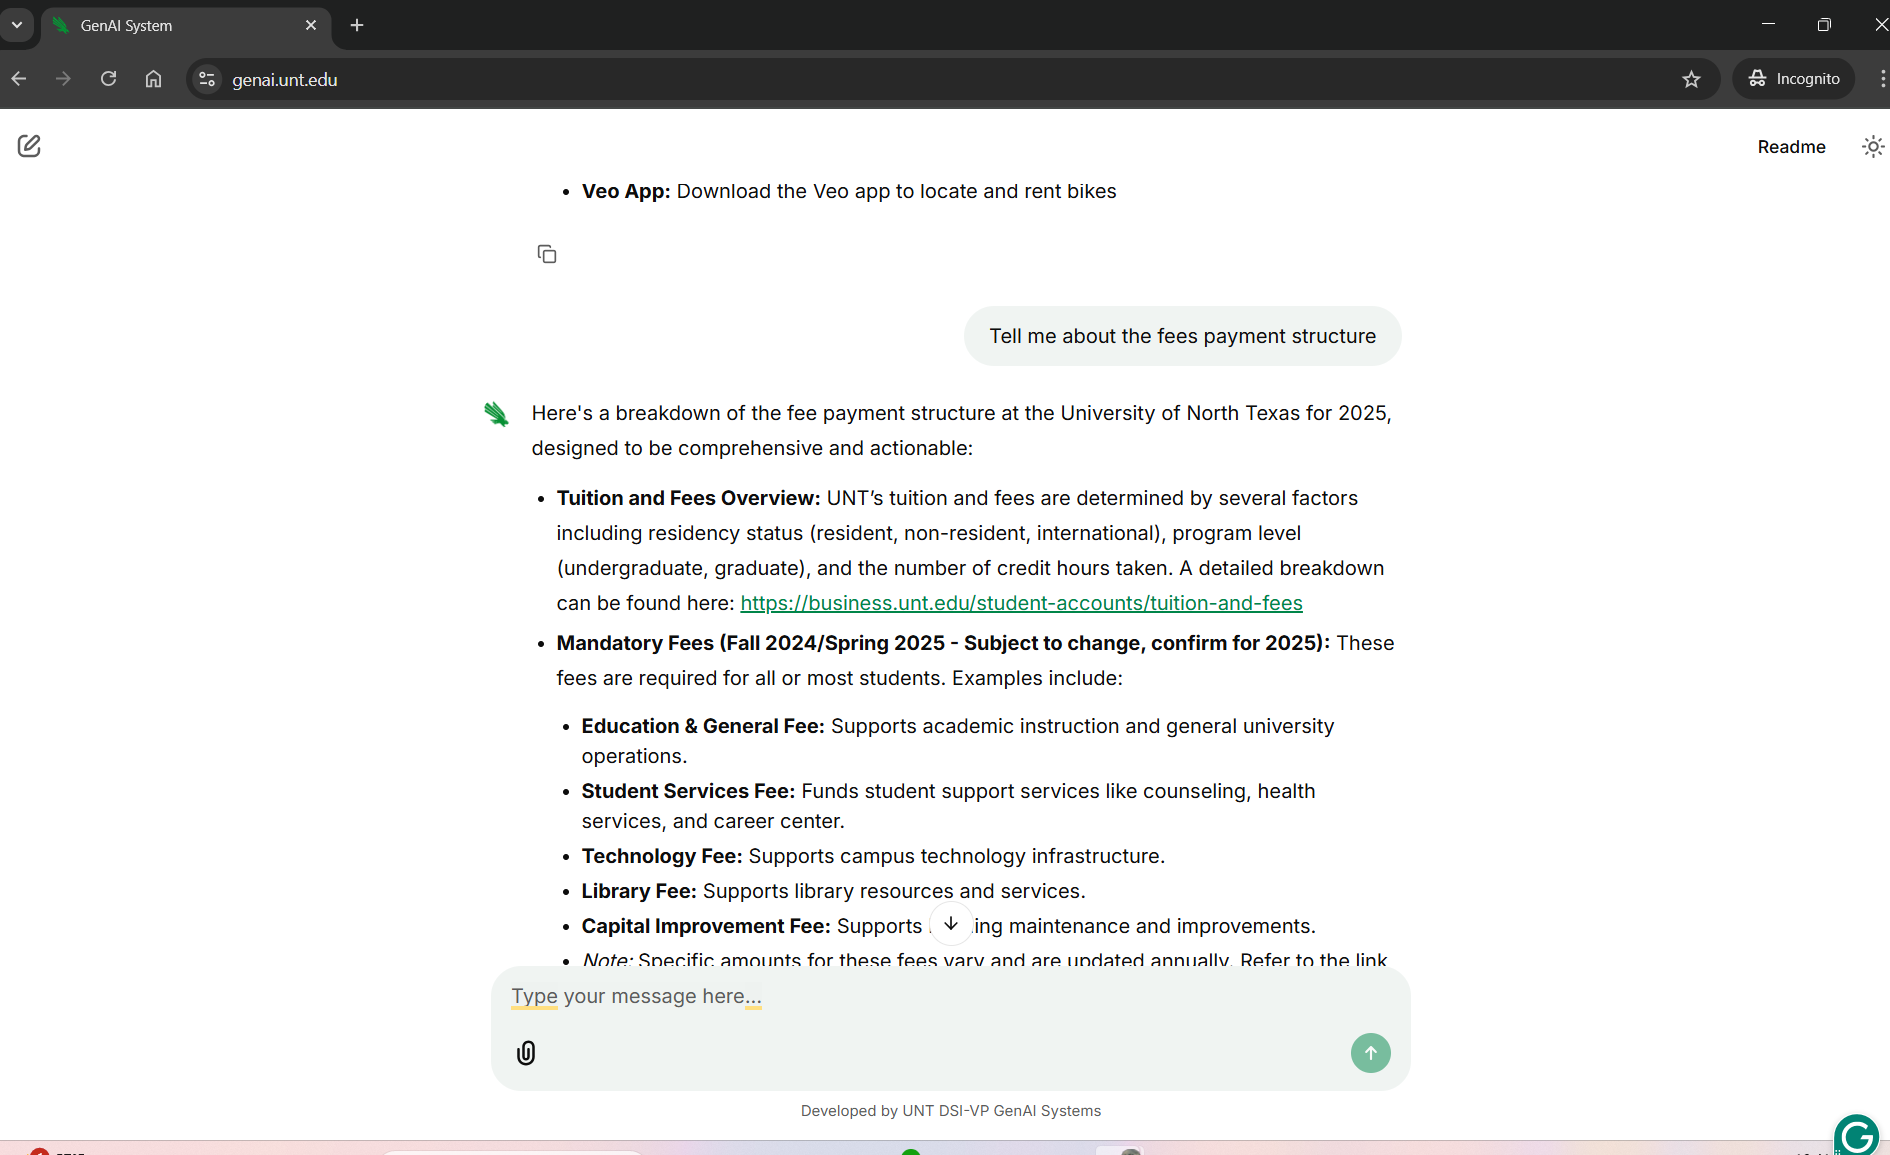 GenAI System
genai.unt.edu
Incognito
Readme
• Veo App: Download the Veo app to locate and rent bikes
Tell me about the fees payment structure
Here's a breakdown of the fee payment structure at the University of North Texas for 2025,
designed to be comprehensive and actionable:
• Tuition and Fees Overview: UNT’s tuition and fees are determined by several factors
including residency status (resident, non-resident, international), program level
(undergraduate, graduate), and the number of credit hours taken. A detailed breakdown
can be found here: https://business.unt.edu/student-accounts/tuition-and-fees
• Mandatory Fees (Fall 2024/Spring 2025 - Subject to change, confirm for 2025): These
fees are required for all or most students. Examples include:
• Education & General Fee: Supports academic instruction and general university
operations.
• Student Services Fee: Funds student support services like counseling, health
services, and career center.
• Technology Fee: Supports campus technology infrastructure.
• Library Fee: Supports library resources and services.
• Capital Improvement Fee: Supports ing maintenance and improvements.
• Note: Specific amounts for these fees vary and are updated annually. Refer to the link
Type your message here...
Developed by UNT DSI-VP GenAI Systems